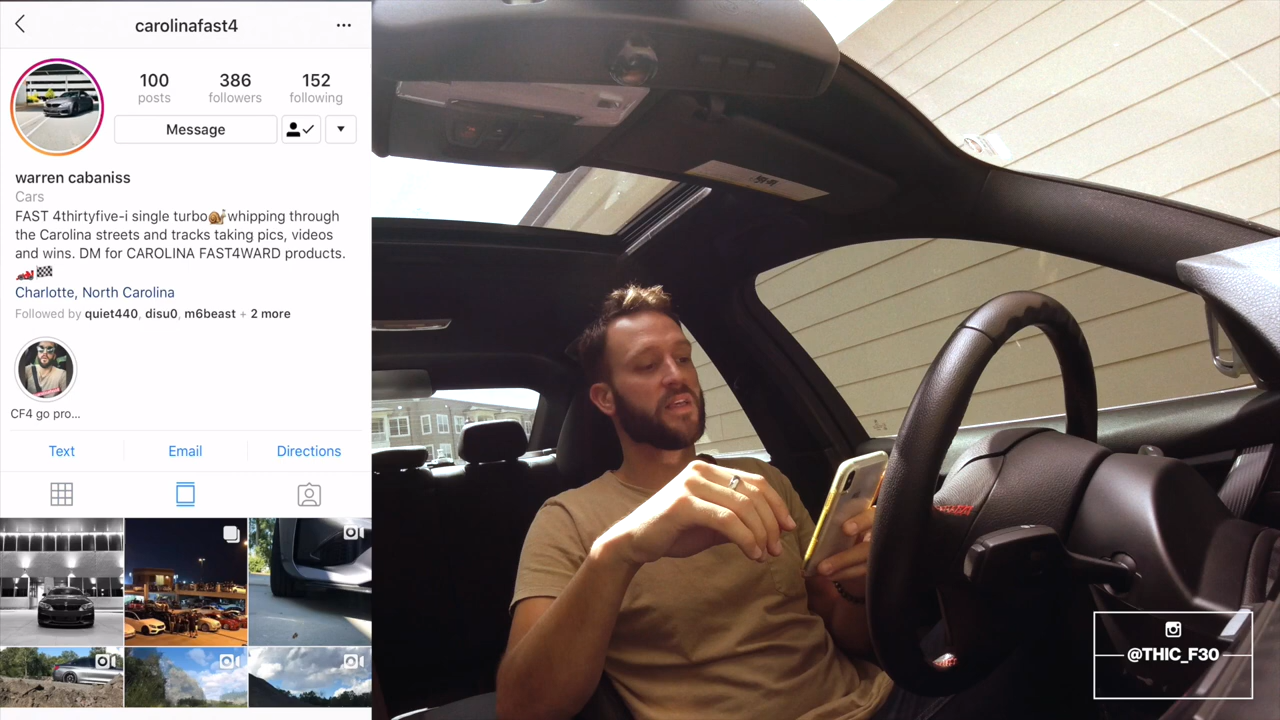 carolinafast4
100 386 152
posts followers following
Message
warren cabaniss
Cars
FAST 4thirtyfive-i single turbo🐌whipping through
the Carolina streets and tracks taking pics, videos
and wins. DM for CAROLINA FAST4WARD products.
🏎🏁
Charlotte, North Carolina
Followed by quiet440, disu0, m6beast + 2 more
CF4 go pro...
Text Email Directions
@THIC_F30